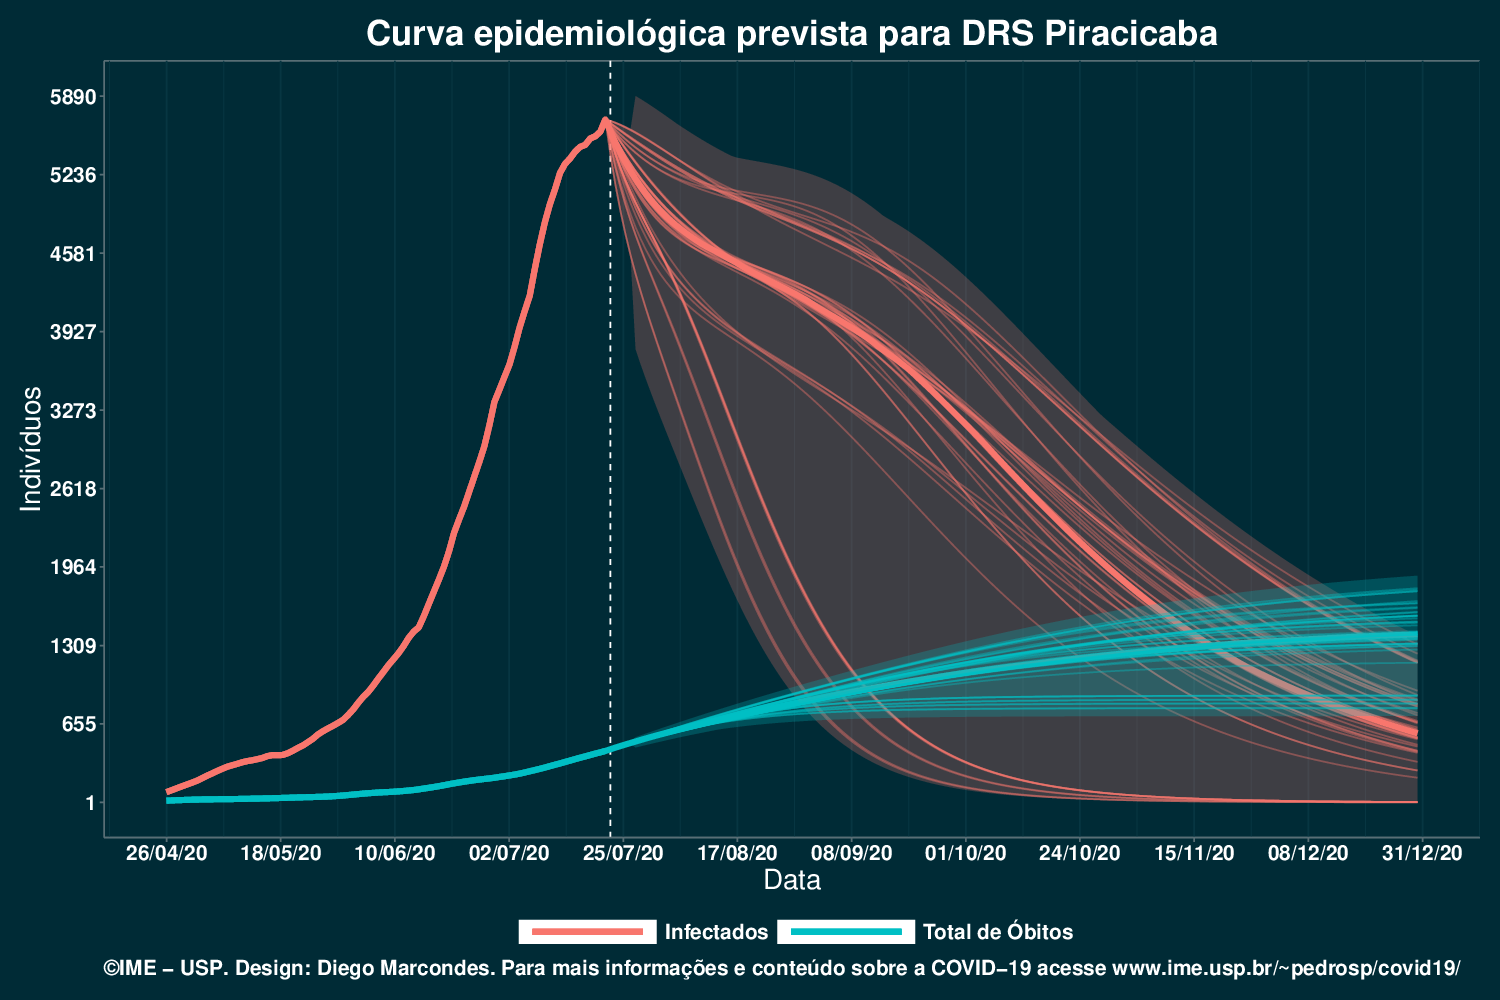 Curva epidemiológica prevista para DRS Piracicaba
Indivíduos
5890
5236
4581
3927
3273
2618
1964
1309
655
1
26/04/20 18/05/20 10/06/20 02/07/20 25/07/20 17/08/20 08/09/20 01/10/20 24/10/20 15/11/20 08/12/20 31/12/20
Data
Infectados Total de Óbitos
©IME − USP. Design: Diego Marcondes. Para mais informações e conteúdo sobre a COVID−19 acesse www.ime.usp.br/~pedrosp/covid19/